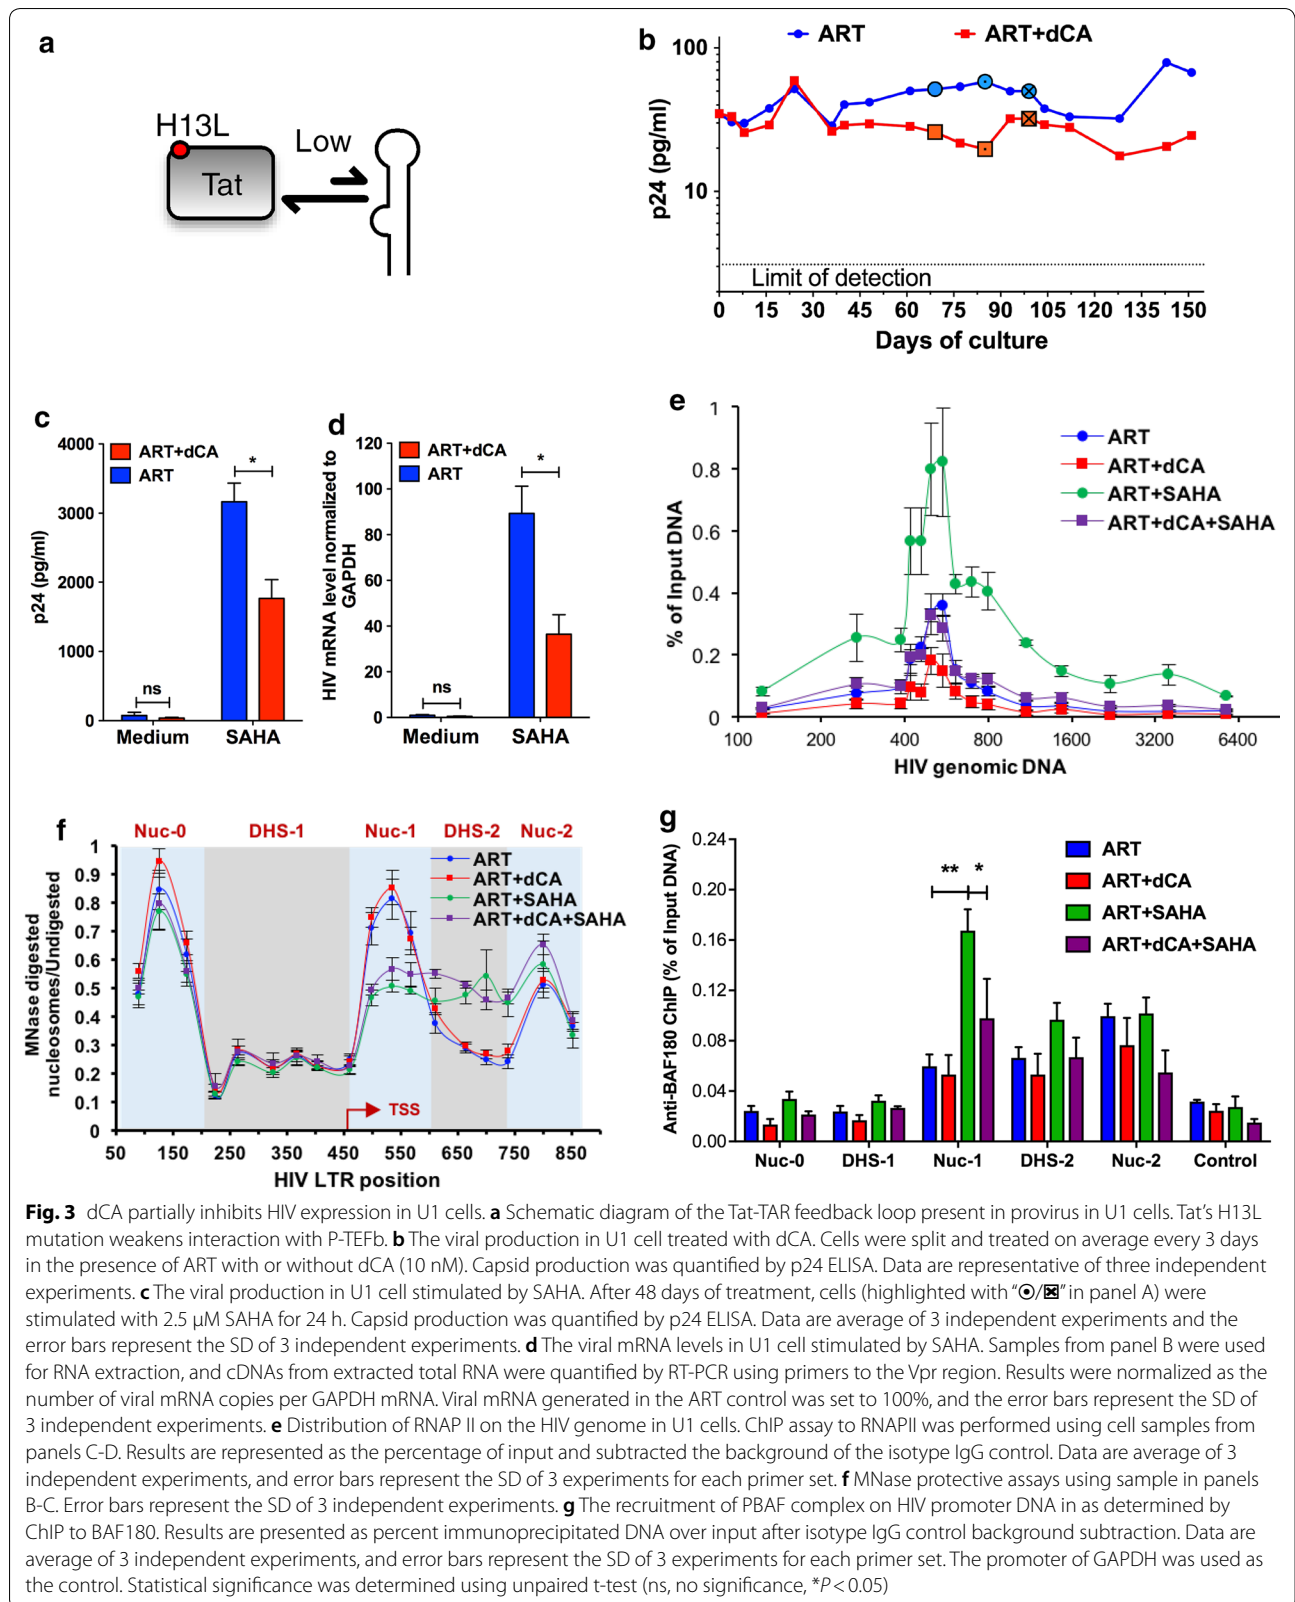 a
H13L
Tat
Low
b
ART
ART+dCA
p24 (pg/ml)
100
10
Limit of detection
0 15 30 45 60 75 90 105 120 135 150
Days of culture
c
ART+dCA
ART
p24 (pg/ml)
4000
3000
2000
1000
0
ns
*
Medium SAHA
d
ART+dCA
ART
HIV mRNA level normalized to
GAPDH
120
100
80
60
40
20
0
ns
*
Medium SAHA
e
ART
ART+dCA
ART+SAHA
ART+dCA+SAHA
% of Input DNA
1
0.8
0.6
0.4
0.2
0
100 200 400 800 1600 3200 6400
HIV genomic DNA
f
Nuc-0 DHS-1 Nuc-1 DHS-2 Nuc-2
ART
ART+dCA
ART+SAHA
ART+dCA+SAHA
MNase digested
nucleosomes/Undigested
1
0.9
0.8
0.7
0.6
0.5
0.4
0.3
0.2
0.1
0
TSS
50 150 250 350 450 550 650 750 850
HIV LTR position
g
ART
ART+dCA
ART+SAHA
ART+dCA+SAHA
Anti-BAF180 ChIP (% of Input DNA)
0.24
0.20
0.16
0.12
0.08
0.04
0.00
** *
Nuc-0 DHS-1 Nuc-1 DHS-2 Nuc-2 Control
Fig. 3 dCA partially inhibits HIV expression in U1 cells. a Schematic diagram of the Tat-TAR feedback loop present in provirus in U1 cells. Tat's H13L
mutation weakens interaction with P-TEFb. b The viral production in U1 cell treated with dCA. Cells were split and treated on average every 3 days
in the presence of ART with or without dCA (10 nM). Capsid production was quantified by p24 ELISA. Data are representative of three independent
experiments. c The viral production in U1 cell stimulated by SAHA. After 48 days of treatment, cells (highlighted with "⊙/⊠" in panel A) were
stimulated with 2.5 µM SAHA for 24 h. Capsid production was quantified by p24 ELISA. Data are average of 3 independent experiments and the
error bars represent the SD of 3 independent experiments. d The viral mRNA levels in U1 cell stimulated by SAHA. Samples from panel B were used
for RNA extraction, and cDNAs from extracted total RNA were quantified by RT-PCR using primers to the Vpr region. Results were normalized as the
number of viral mRNA copies per GAPDH mRNA. Viral mRNA generated in the ART control was set to 100%, and the error bars represent the SD of
3 independent experiments. e Distribution of RNAP II on the HIV genome in U1 cells. ChIP assay to RNAPII was performed using cell samples from
panels C-D. Results are represented as the percentage of input and subtracted the background of the isotype IgG control. Data are average of 3
independent experiments, and error bars represent the SD of 3 experiments for each primer set. f MNase protective assays using sample in panels
B-C. Error bars represent the SD of 3 independent experiments. g The recruitment of PBAF complex on HIV promoter DNA in as determined by
ChIP to BAF180. Results are presented as percent immunoprecipitated DNA over input after isotype IgG control background subtraction. Data are
average of 3 independent experiments, and error bars represent the SD of 3 experiments for each primer set. The promoter of GAPDH was used as
the control. Statistical significance was determined using unpaired t-test (ns, no significance, *P < 0.05)